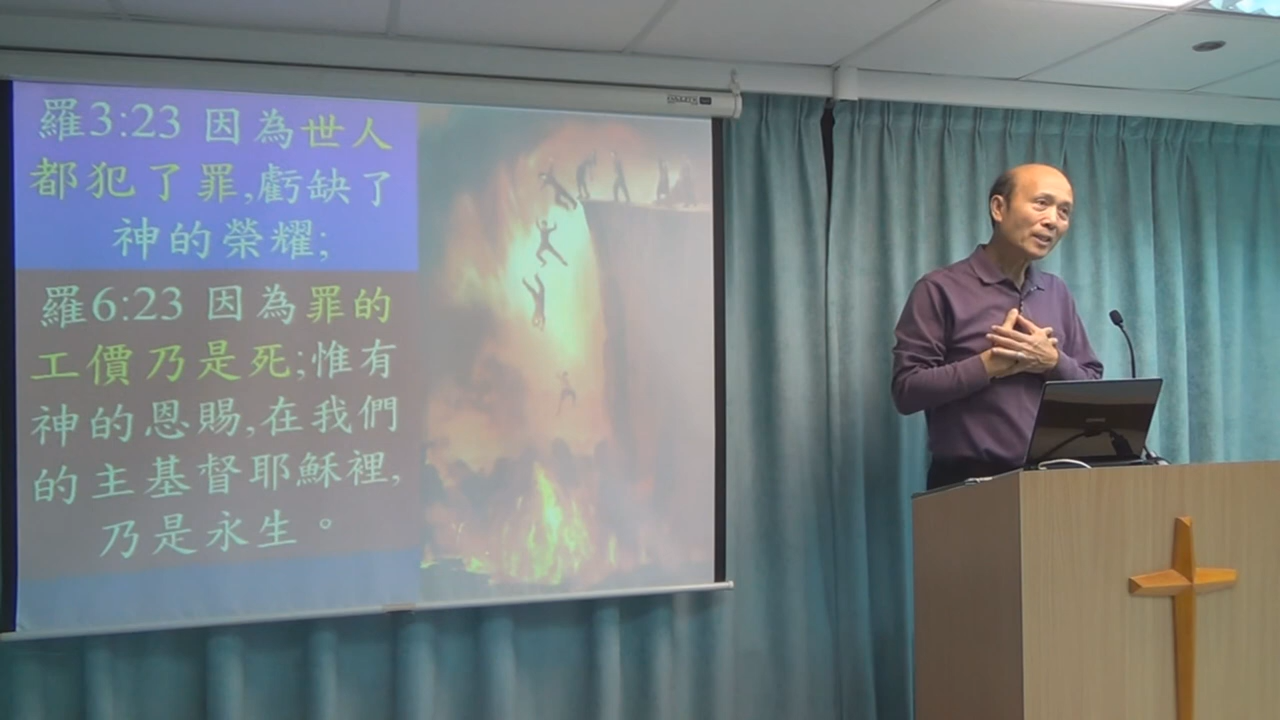 羅3:23 因為世人
都犯了罪,虧缺了
神的榮耀;
羅6:23 因為罪的
工價乃是死;惟有
神的恩賜,在我們
的主基督耶穌裡,
乃是永生。